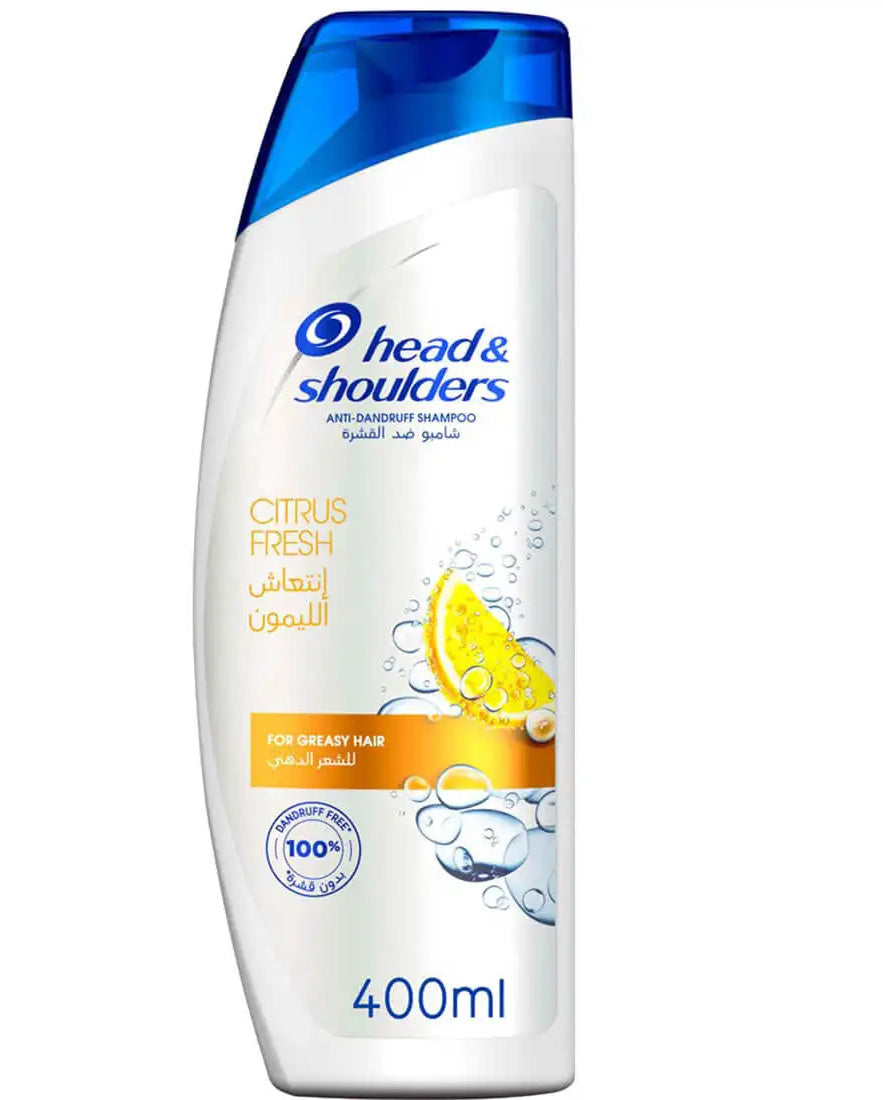 head &
shoulders
ANTI-DANDRUFF SHAMPOO
شامبو ضد القشرة
CITRUS
FRESH
إنتعاش
الليمون
FOR GREASY HAIR
للشعر الدهني
DANDRUFF FREE*
100%
بدون قشرة*
400ml